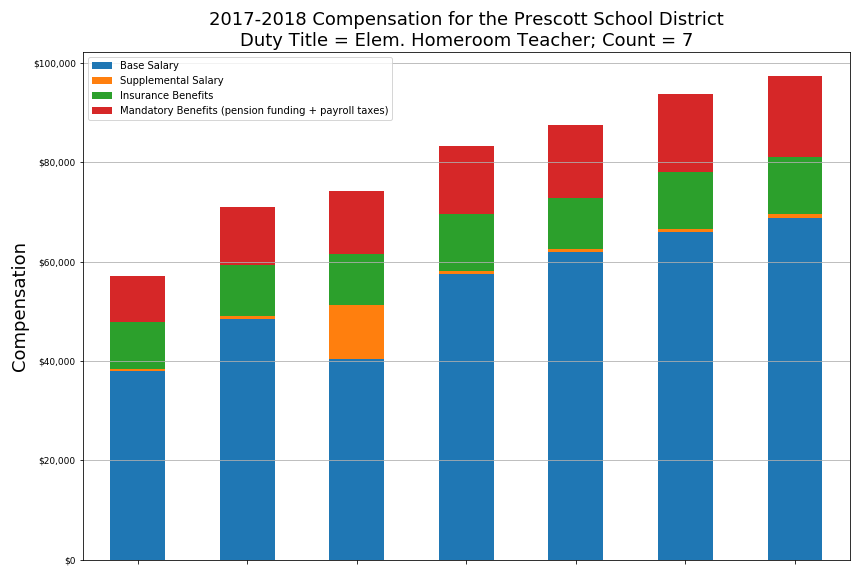 2017-2018 Compensation for the Prescott School District
Duty Title = Elem. Homeroom Teacher; Count = 7
Base Salary
Supplemental Salary
Insurance Benefits
Mandatory Benefits (pension funding + payroll taxes)
Compensation
$100,000
$80,000
$60,000
$40,000
$20,000
$0